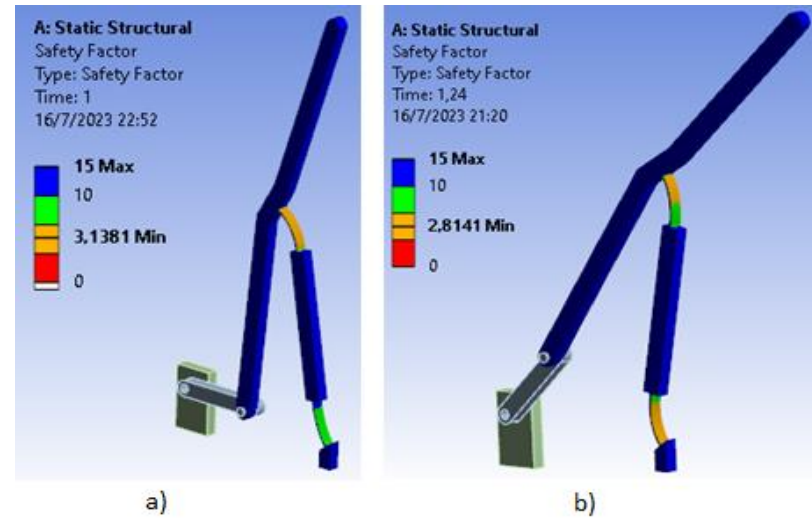 A: Static Structural
Safety Factor
Type: Safety Factor
Time: 1
16/7/2023 22:52
15 Max
10
3,1381 Min
0
a)
A: Static Structural
Safety Factor
Type: Safety Factor
Time: 1,24
16/7/2023 21:20
15 Max
10
2,8141 Min
0
b)